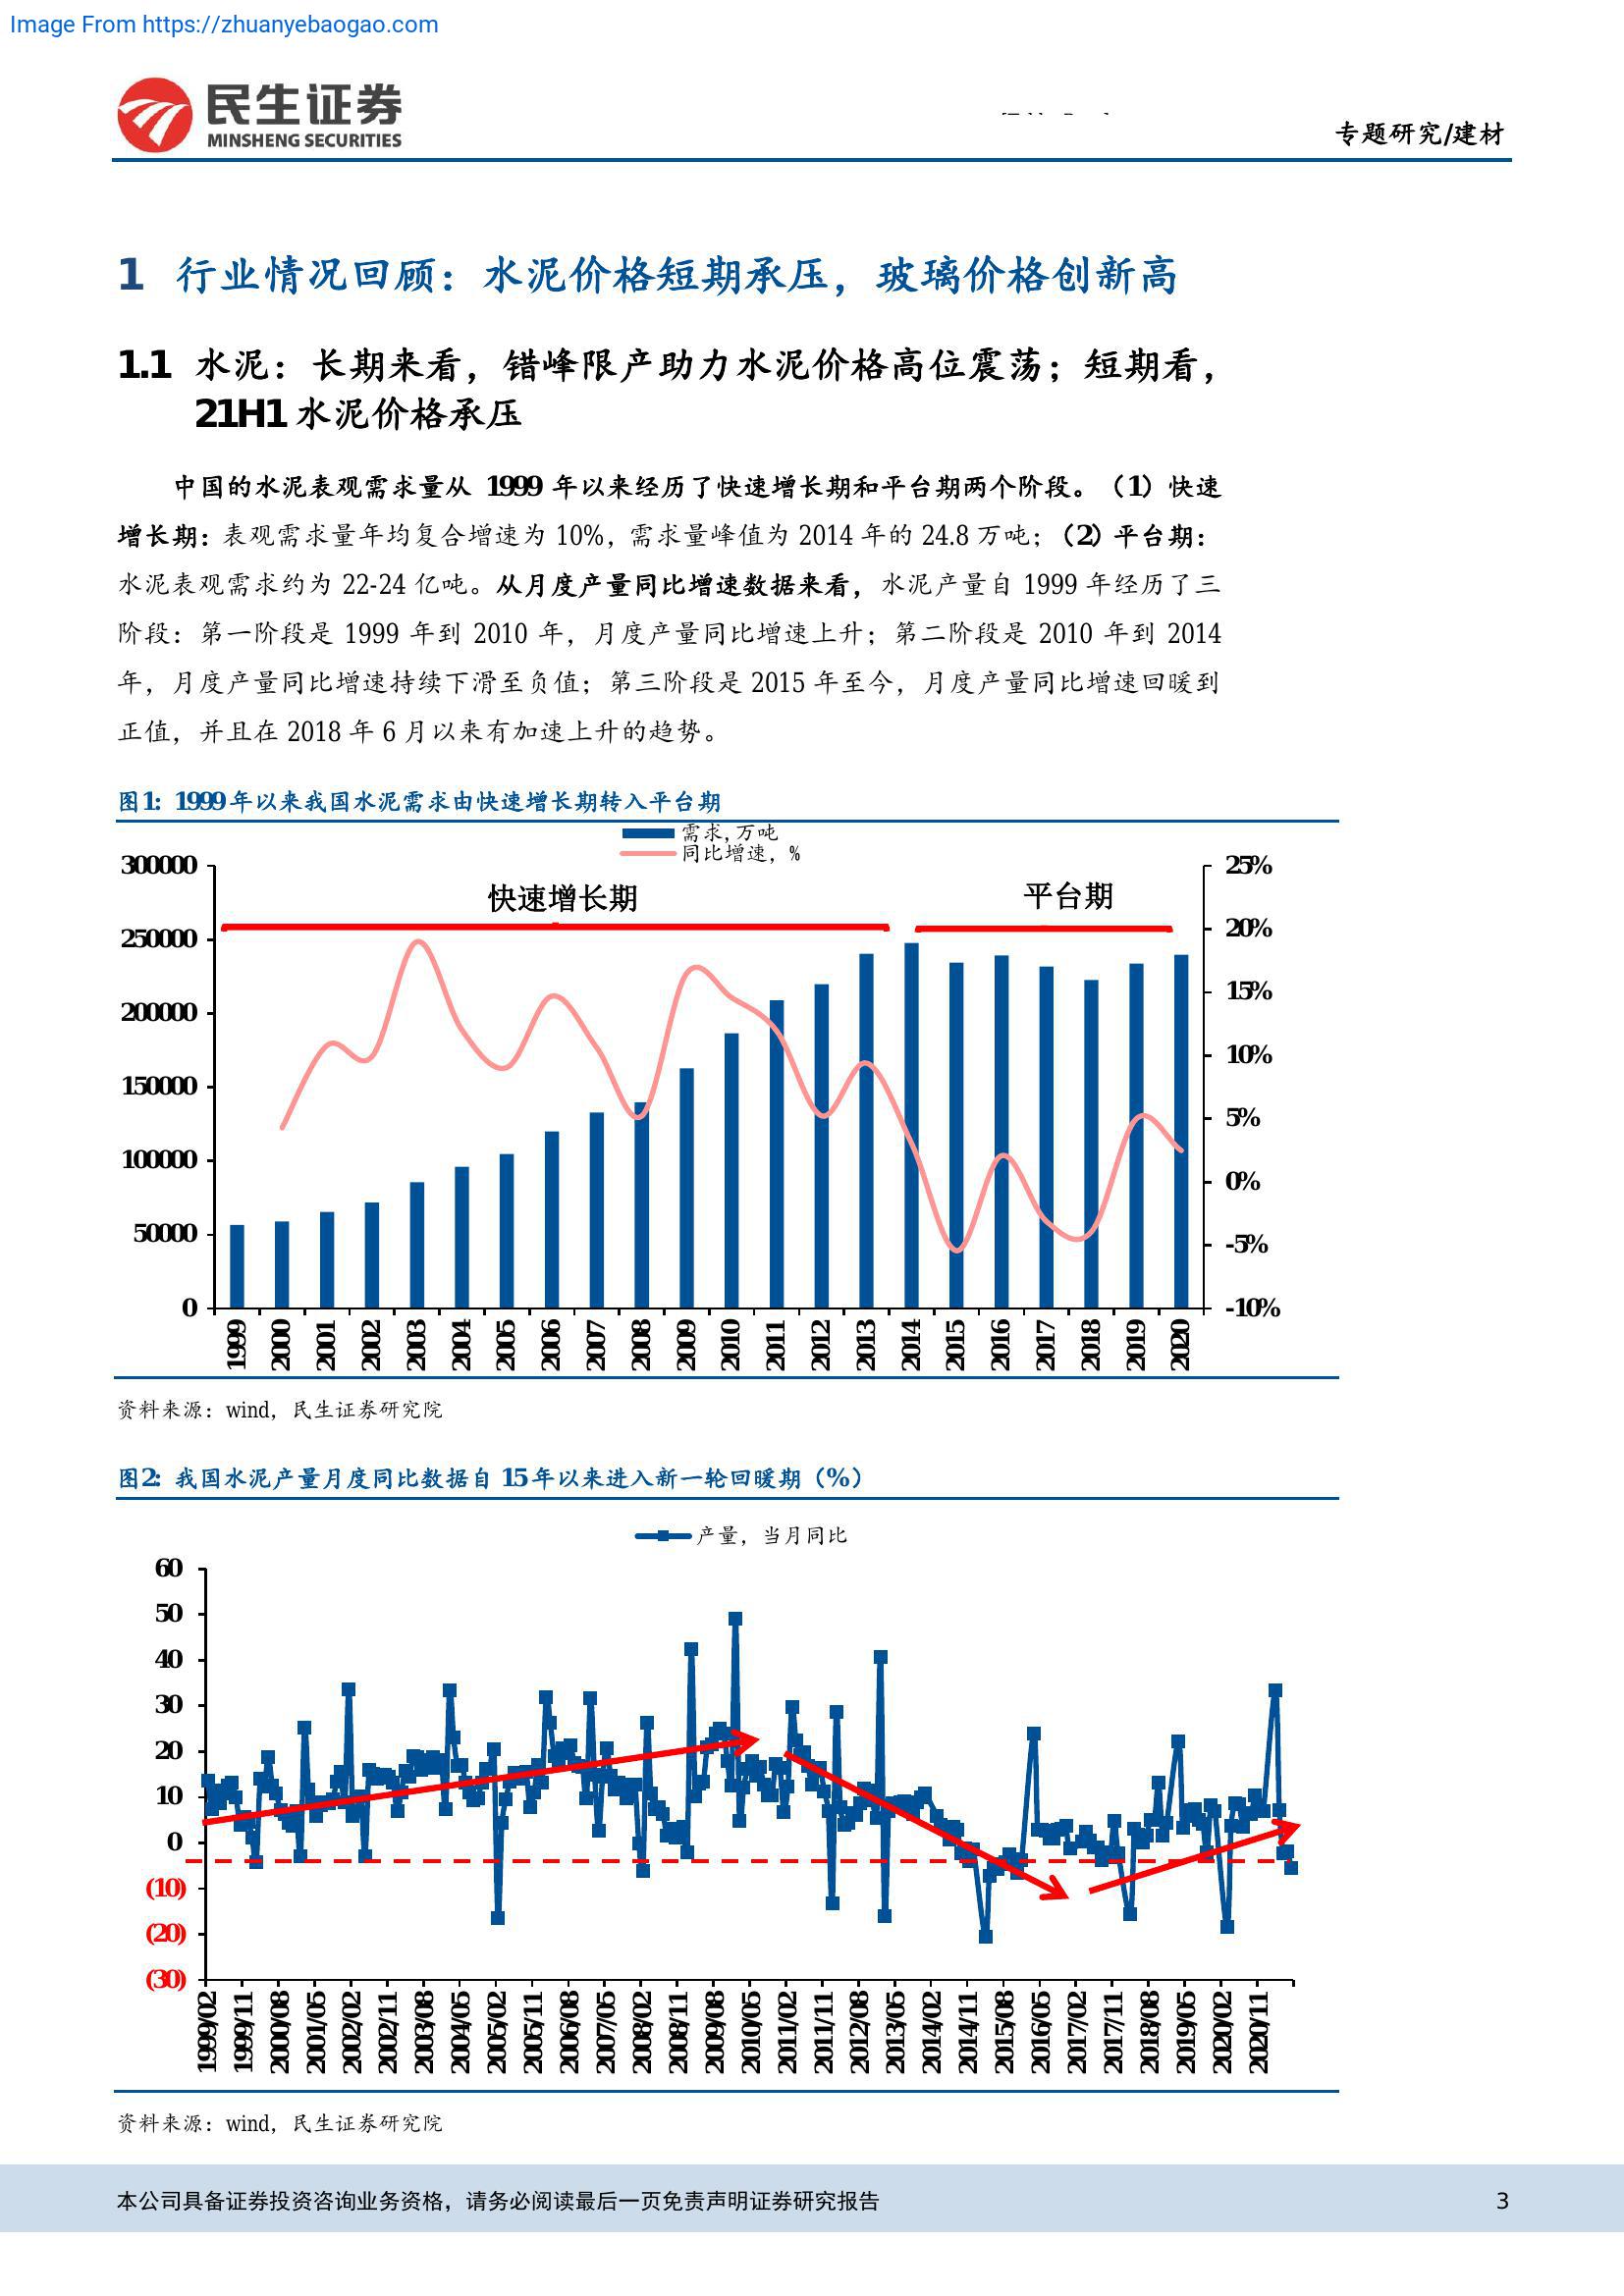 Image From https://zhuanyebaogao.com
民生证券
MINSHENG SECURITIES
专题研究/建材
1 行业情况回顾：水泥价格短期承压，玻璃价格创新高
1.1 水泥：长期来看，错峰限产助力水泥价格高位震荡；短期看，
21H1 水泥价格承压
中国的水泥表观需求量从 1999 年以来经历了快速增长期和平台期两个阶段。（1）快速
增长期：表观需求量年均复合增速为 10%，需求量峰值为 2014 年的 24.8 万吨；（2）平台期：
水泥表观需求约为 22-24 亿吨。从月度产量同比增速数据来看，水泥产量自 1999 年经历了三
阶段：第一阶段是 1999 年到 2010 年，月度产量同比增速上升；第二阶段是 2010 年到 2014
年，月度产量同比增速持续下滑至负值；第三阶段是 2015 年至今，月度产量同比增速回暖到
正值，并且在 2018 年 6 月以来有加速上升的趋势。
图1：1999年以来我国水泥需求由快速增长期转入平台期
需求,万吨
同比增速，%
快速增长期
平台期
300000
250000
200000
150000
100000
50000
0
25%
20%
15%
10%
5%
0%
-5%
-10%
1999 2000 2001 2002 2003 2004 2005 2006 2007 2008 2009 2010 2011 2012 2013 2014 2015 2016 2017 2018 2019 2020
资料来源：wind，民生证券研究院
图2：我国水泥产量月度同比数据自 15年以来进入新一轮回暖期（%）
产量，当月同比
60
50
40
30
20
10
0
(10)
(20)
(30)
1999/02 1999/11 2000/08 2001/05 2002/02 2002/11 2003/08 2004/05 2005/02 2005/11 2006/08 2007/05 2008/02 2008/11 2009/08 2010/05 2011/02 2011/11 2012/08 2013/05 2014/02 2014/11 2015/08 2016/05 2017/02 2017/11 2018/08 2019/05 2020/02 2020/11
资料来源：wind，民生证券研究院
本公司具备证券投资咨询业务资格，请务必阅读最后一页免责声明证券研究报告
3